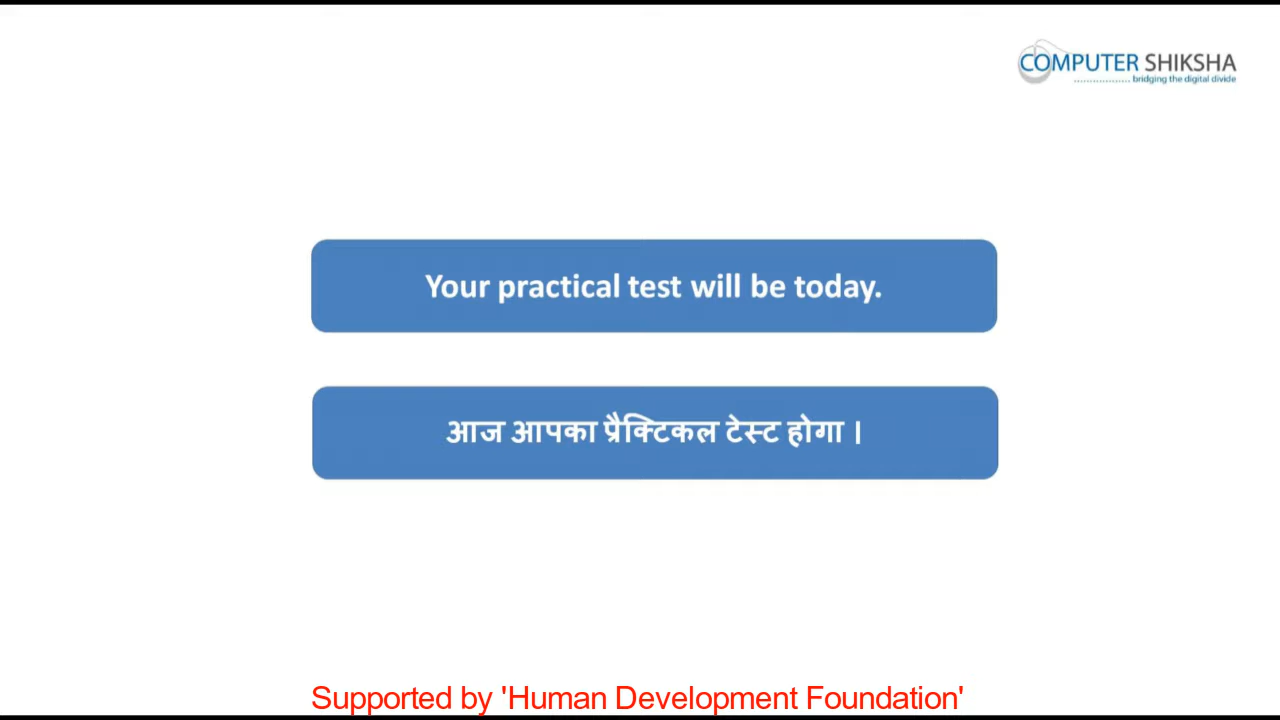 COMPUTER SHIKSHA
.................. bridging the digital divide
Your practical test will be today.
आज आपका प्रैक्टिकल टेस्ट होगा ।
Supported by 'Human Development Foundation'